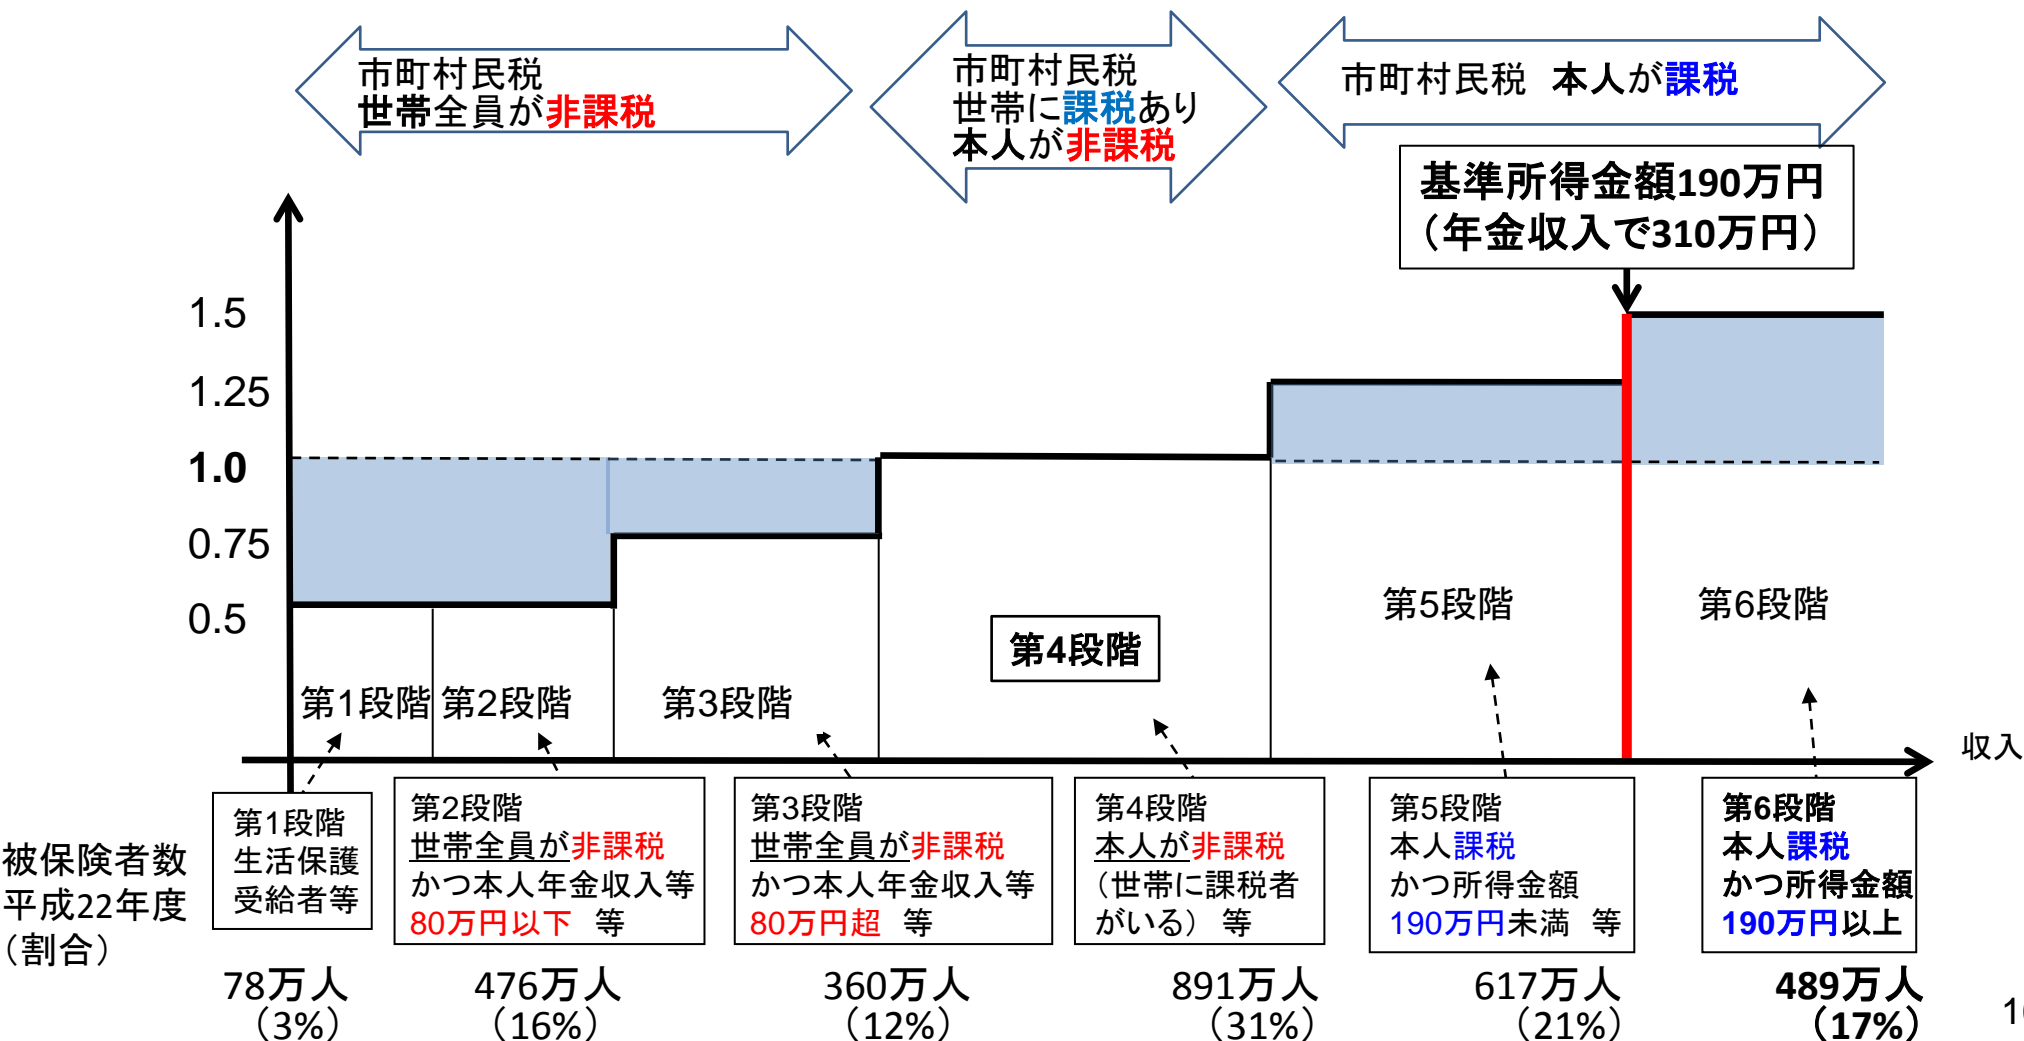 市町村民税
世帯全員が非課税
市町村民税
世帯に課税あり
本人が非課税
市町村民税　本人が課税
基準所得金額190万円
（年金収入で310万円）
1.5
1.25
1.0
0.75
0.5
第1段階
第2段階
第3段階
第4段階
第5段階
第6段階
収入
被保険者数
平成22年度
（割合）
第1段階
生活保護
受給者等
第2段階
世帯全員が非課税
かつ本人年金収入等
80万円以下　等
第3段階
世帯全員が非課税
かつ本人年金収入等
80万円超　等
第4段階
本人が非課税
（世帯に課税者
がいる）　等
第5段階
本人課税
かつ所得金額
190万円未満　等
第6段階
本人課税
かつ所得金額
190万円以上
78万人
（3%）
476万人
（16%）
360万人
（12%）
891万人
（31%）
617万人
（21%）
489万人
（17%）